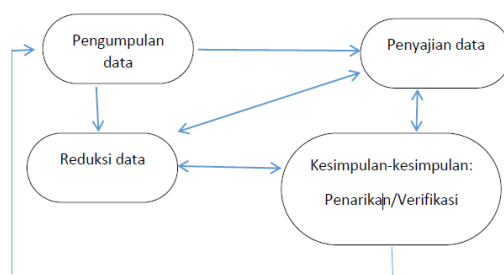 Pengumpulan
data
Penyajian data
Reduksi data
Kesimpulan-kesimpulan:
Penarikan/Verifikasi